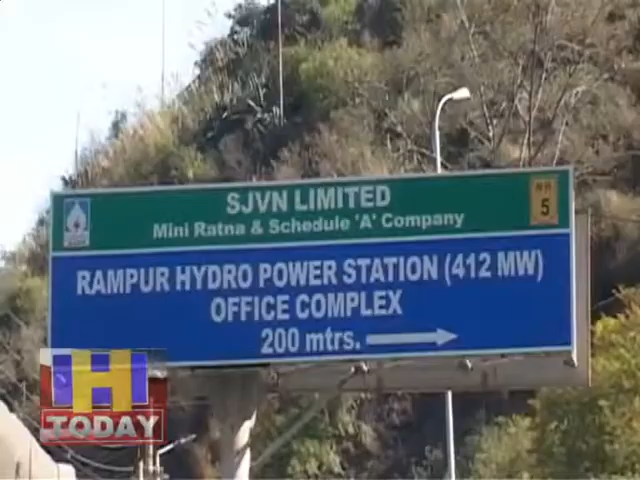 SJVN LIMITED
Mini Ratna & Schedule 'A' Company
NH
5
RAMPUR HYDRO POWER STATION (412 MW)
OFFICE COMPLEX
200 mtrs.
H
TODAY